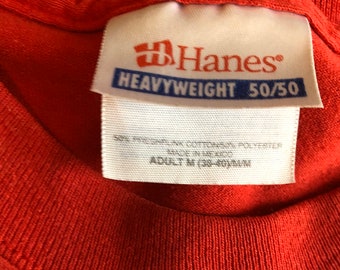 Hanes®
HEAVYWEIGHT 50/50
50% PRESHRUNK COTTON/50% POLYESTER
MADE IN MEXICO
ADULT M (38-40)/M/M